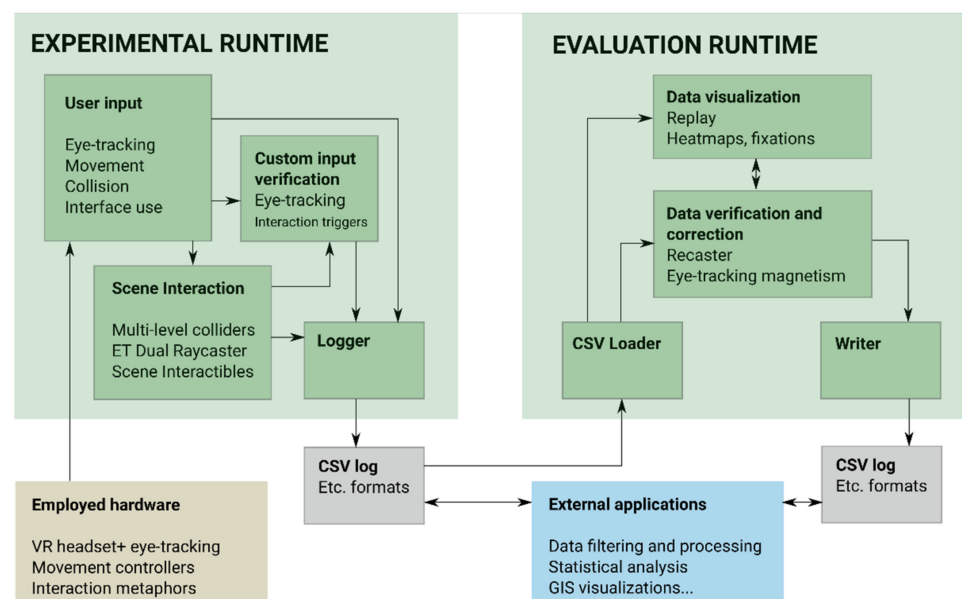 EXPERIMENTAL RUNTIME
User input
Eye-tracking
Movement
Collision
Interface use
Custom input
verification
Eye-tracking
Interaction triggers
Scene Interaction
Multi-level colliders
ET Dual Raycaster
Scene Interactibles
Logger
CSV log
Etc. formats
Employed hardware
VR headset+ eye-tracking
Movement controllers
Interaction metaphors
EVALUATION RUNTIME
Data visualization
Replay
Heatmaps, fixations
Data verification and
correction
Recaster
Eye-tracking magnetism
CSV Loader
Writer
CSV log
Etc. formats
External applications
Data filtering and processing
Statistical analysis
GIS visualizations...